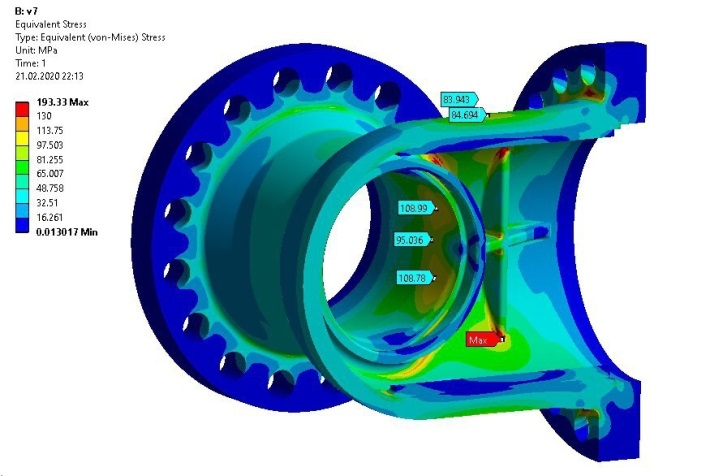 B: v7
Equivalent Stress
Type: Equivalent (von-Mises) Stress
Unit: MPa
Time: 1
21.02.2020 22:13
193.33 Max
130
113.75
97.503
81.255
65.007
48.758
32.51
16.261
0.013017 Min
83.943
84.694
108.99
95.036
108.78
Max